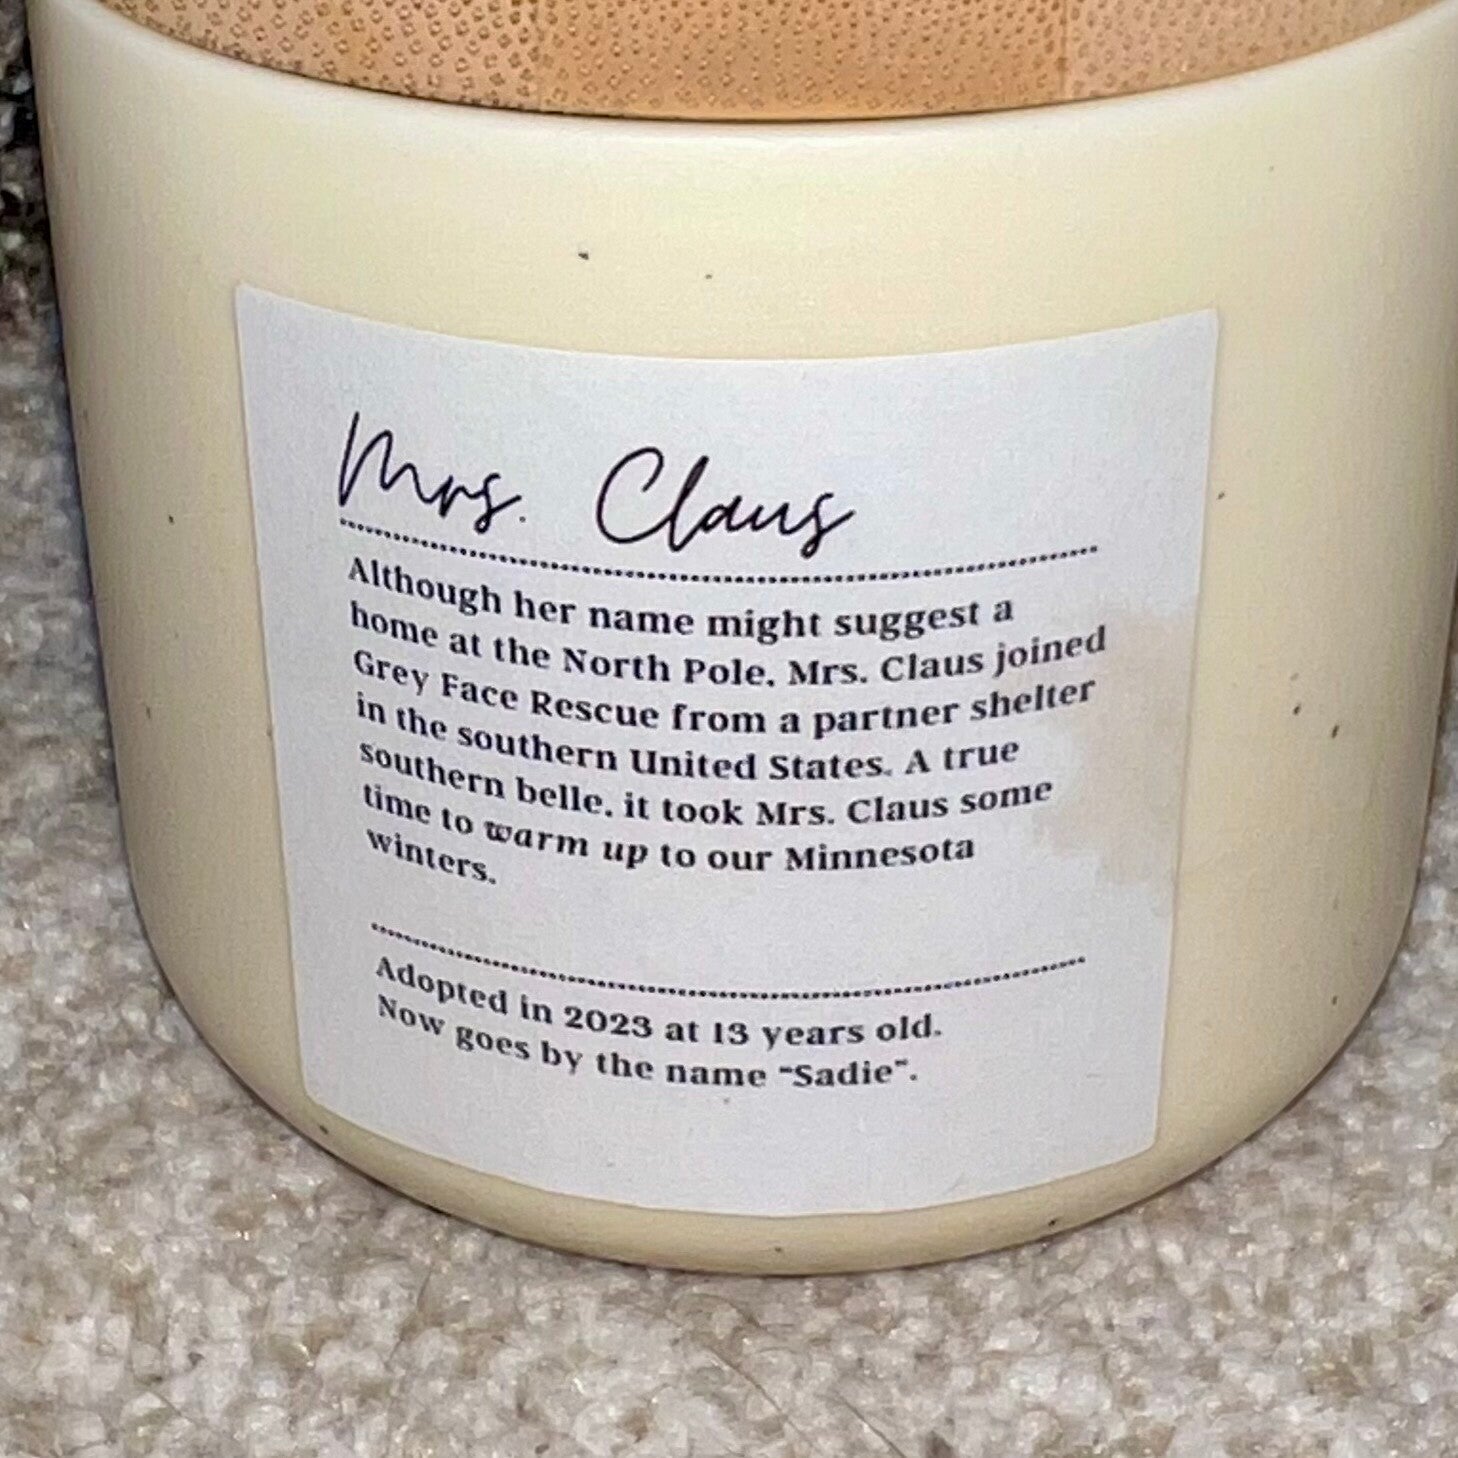 Mrs. Claus
Although her name might suggest a
home at the North Pole, Mrs. Claus joined
Grey Face Rescue from a partner shelter
in the southern United States. A true
southern belle, it took Mrs. Claus some
time to warm up to our Minnesota
winters.
Adopted in 2023 at 13 years old.
Now goes by the name "Sadie".